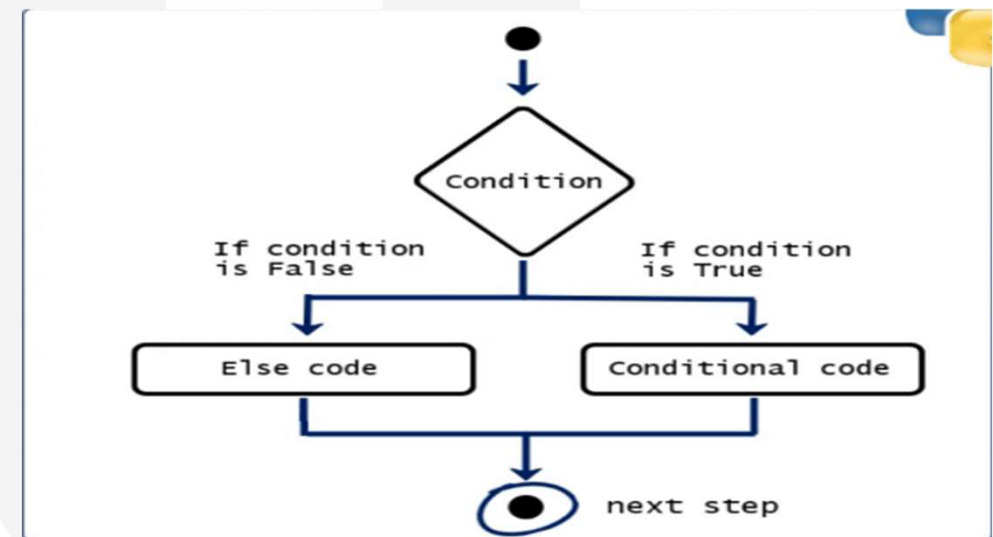 Condition
If condition
is False
If condition
is True
Else code
Conditional code
next step